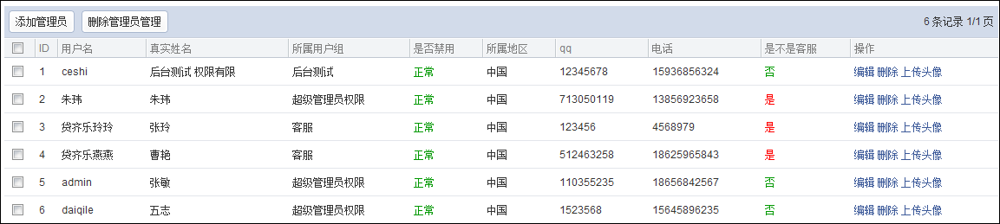 添加管理员 删除管理员管理 6 条记录 1/1 页
ID 用户名 真实姓名 所属用户组 是否禁用 所属地区 qq 电话 是不是客服 操作
1 ceshi 后台测试 权限有限 后台测试 正常 中国 12345678 15936856324 否 编辑 删除 上传头像
2 朱玮 朱玮 超级管理员权限 正常 中国 713050119 13856923658 是 编辑 删除 上传头像
3 贷齐乐玲玲 张玲 客服 正常 中国 123456 4568979 是 编辑 删除 上传头像
4 贷齐乐燕燕 曹艳 客服 正常 中国 512463258 18625965843 是 编辑 删除 上传头像
5 admin 张敏 超级管理员权限 正常 中国 110355235 18656842567 否 编辑 删除 上传头像
6 daiqile 五志 超级管理员权限 正常 中国 1523568 15645896235 否 编辑 删除 上传头像